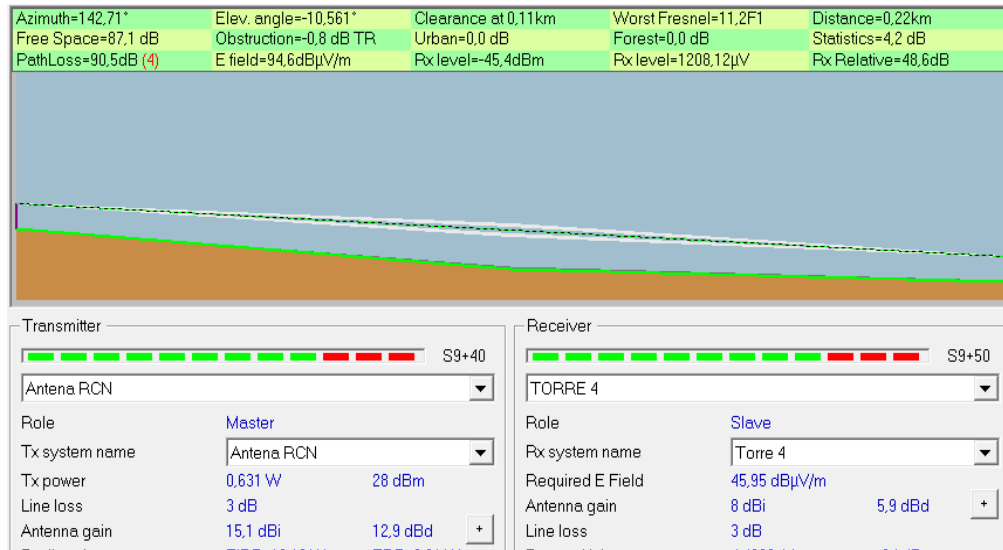 Azimuth=142,71° Elev. angle=-10,561° Clearance at 0,11km Worst Fresnel=11,2F1 Distance=0,22km
Free Space=87,1 dB Obstruction=-0,8 dB TR Urban=0,0 dB Forest=0,0 dB Statistics=4,2 dB
PathLoss=90,5dB (4) E field=94,6dBµV/m Rx level=-45,4dBm Rx level=1208,12µV Rx Relative=48,6dB
Transmitter
S9+40
Antena RCN
Role Master
Tx system name Antena RCN
Tx power 0,631 W 28 dBm
Line loss 3 dB
Antenna gain 15,1 dBi 12,9 dBd +
Receiver
S9+50
TORRE 4
Role Slave
Rx system name Torre 4
Required E Field 45,95 dBµV/m
Antenna gain 8 dBi 5,9 dBd +
Line loss 3 dB